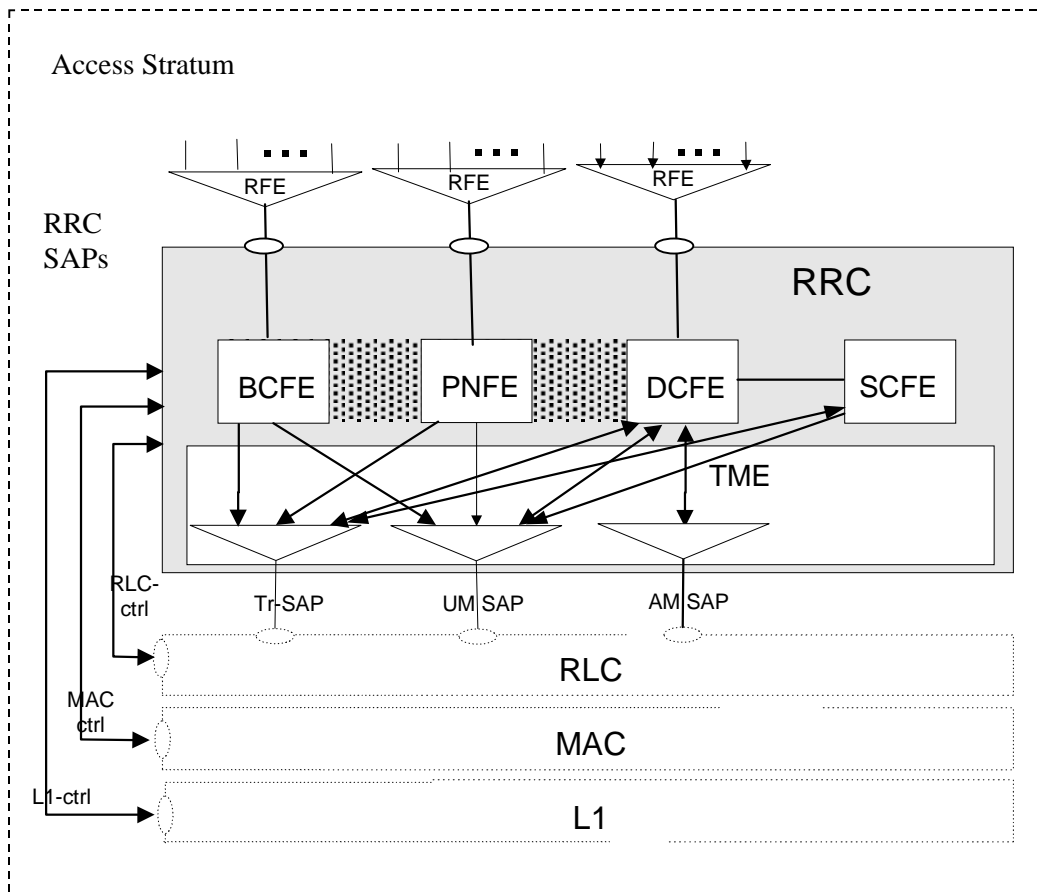 Access Stratum
RFE
RFE
RFE
RRC
SAPs
RRC
BCFE
PNFE
DCFE
SCFE
TME
RLC-
ctrl
Tr-SAP
UM SAP
AM SAP
RLC
MAC
ctrl
MAC
L1-ctrl
L1